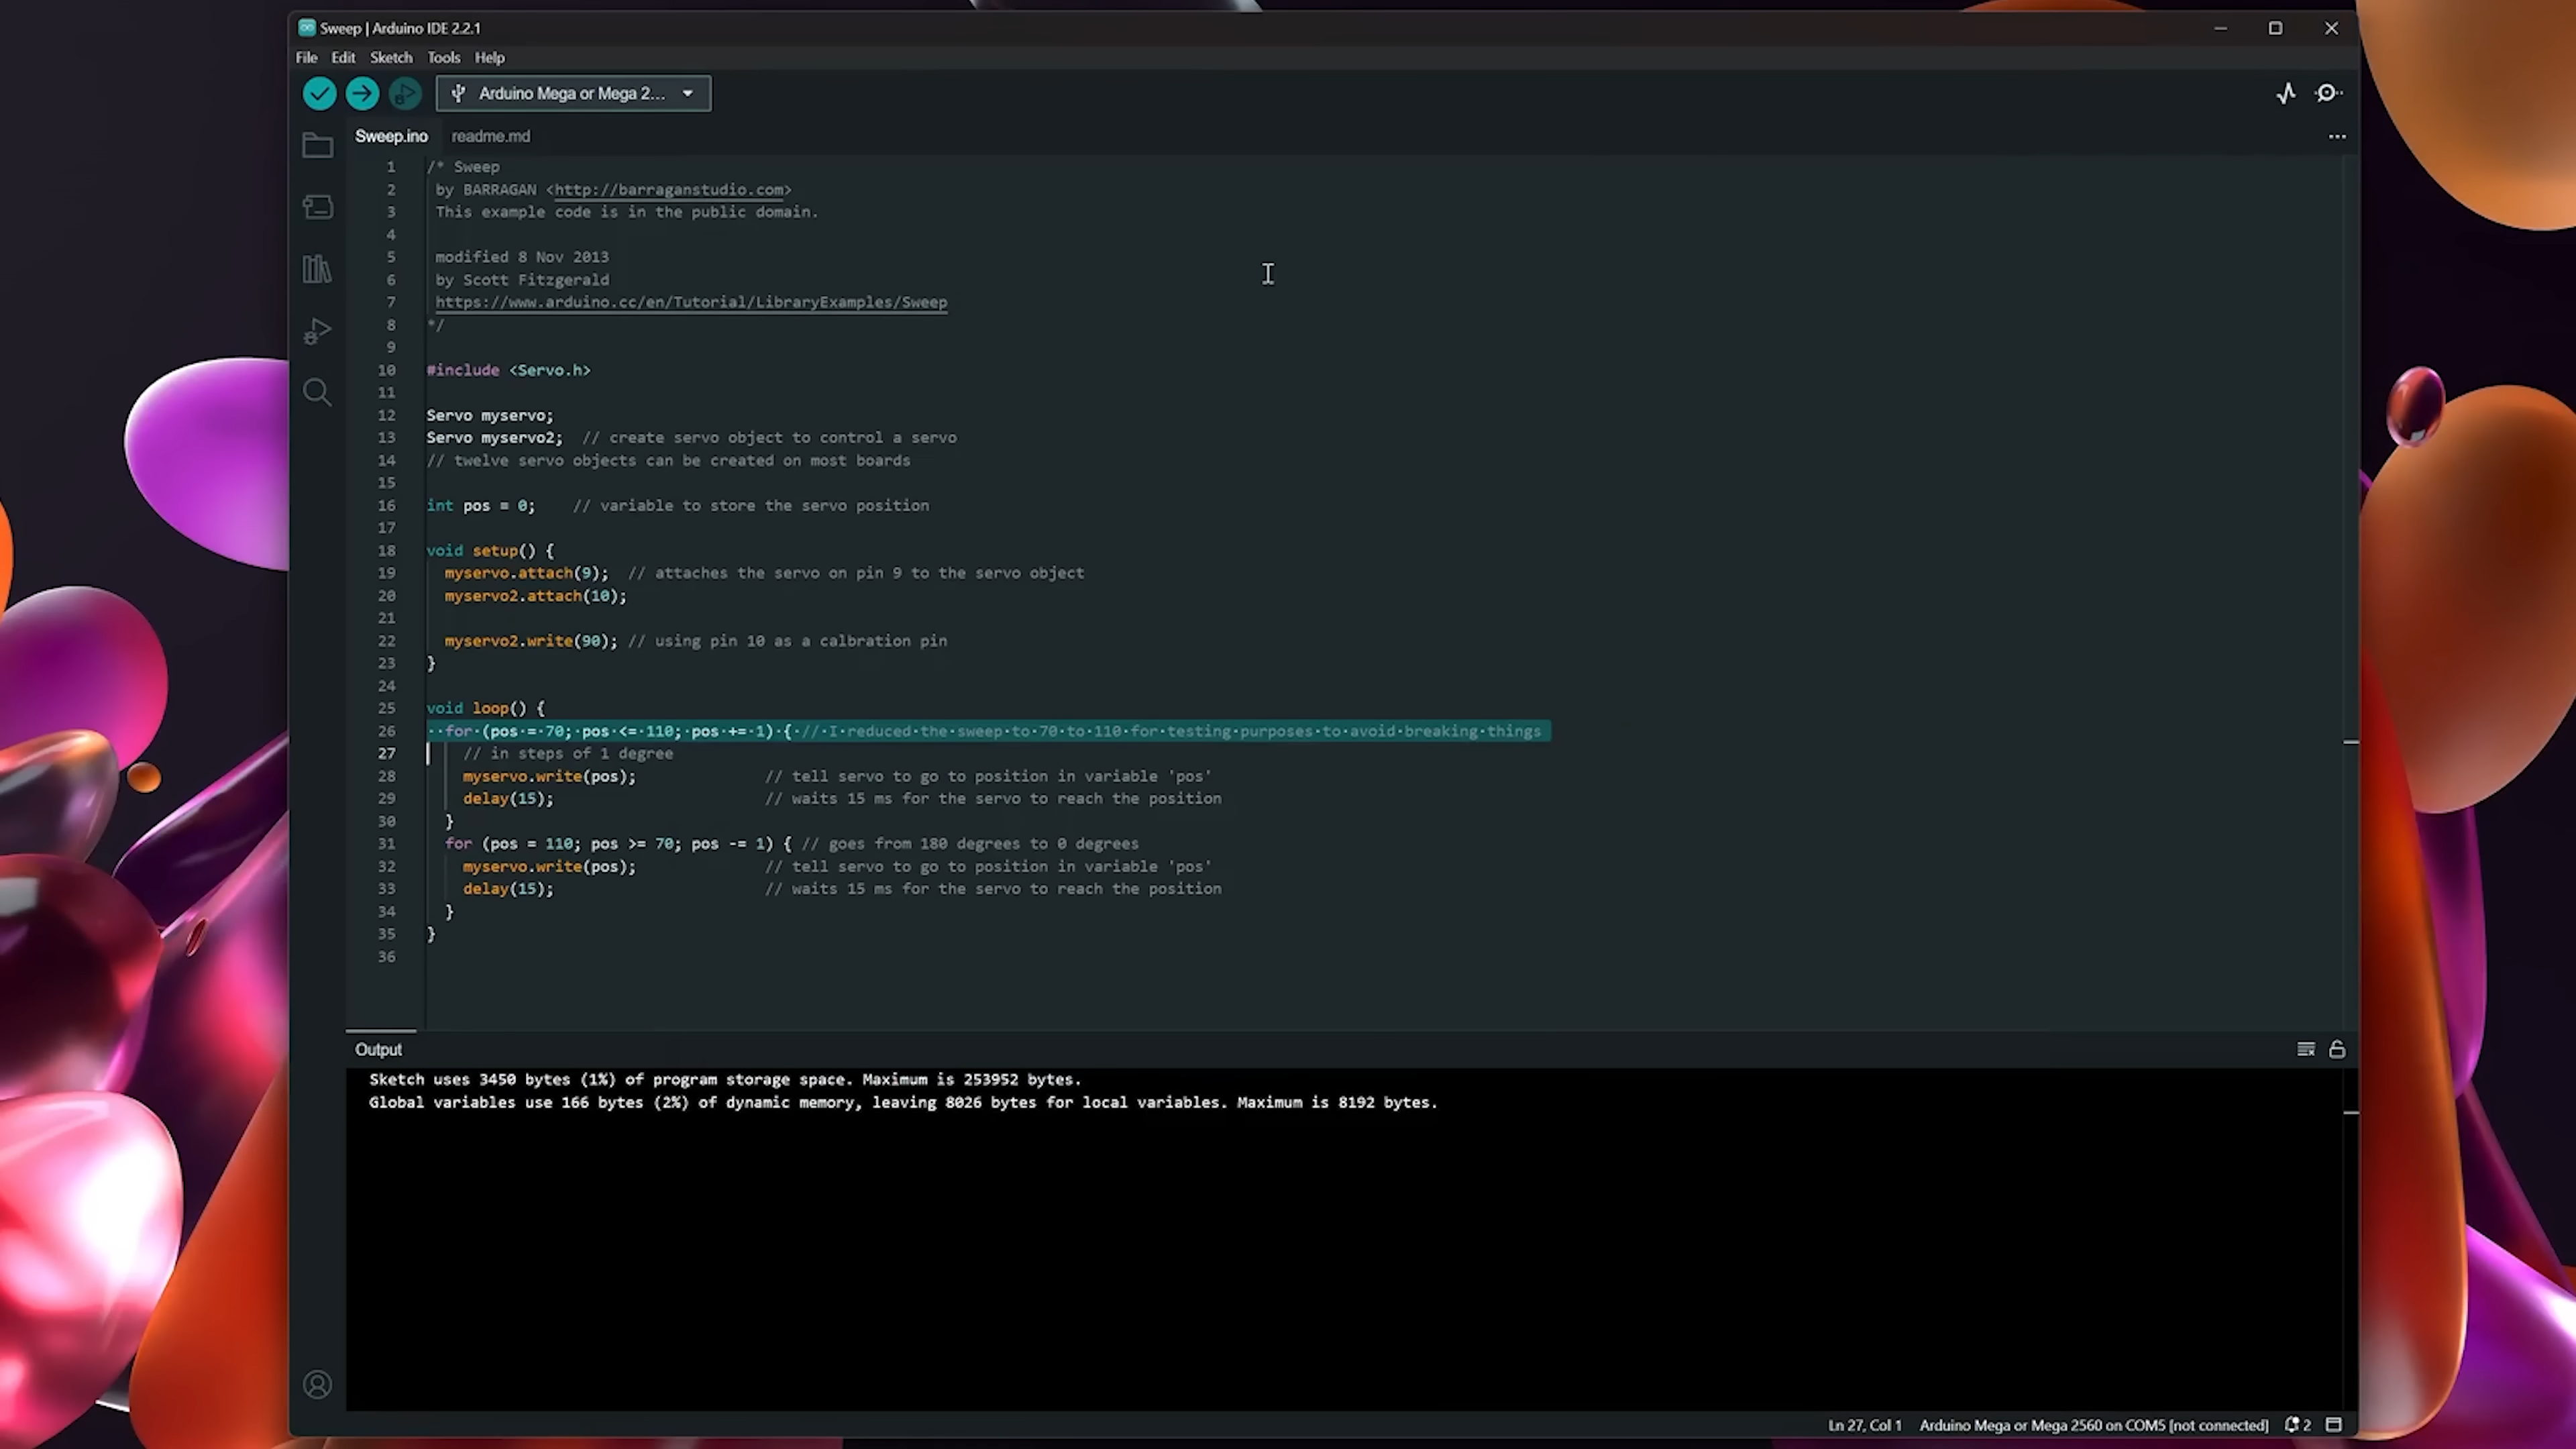 Sweep | Arduino IDE 2.2.1
File Edit Sketch Tools Help
Arduino Mega or Mega 2...
Sweep.ino readme.md
1 /* Sweep
2 by BARRAGAN <http://barraganstudio.com>
3 This example code is in the public domain.
4
5 modified 8 Nov 2013
6 by Scott Fitzgerald
7 https://www.arduino.cc/en/Tutorial/LibraryExamples/Sweep
8 */
9
10 #include <Servo.h>
11
12 Servo myservo;
13 Servo myservo2; // create servo object to control a servo
14 // twelve servo objects can be created on most boards
15
16 int pos = 0; // variable to store the servo position
17
18 void setup() {
19 myservo.attach(9); // attaches the servo on pin 9 to the servo object
20 myservo2.attach(10);
21
22 myservo2.write(90); // using pin 10 as a calbration pin
23 }
24
25 void loop() {
26 for (pos = 70; pos <= 110; pos += 1) { // I reduced the sweep to 70 to 110 for testing purposes to avoid breaking things
27 // in steps of 1 degree
28 myservo.write(pos); // tell servo to go to position in variable 'pos'
29 delay(15); // waits 15 ms for the servo to reach the position
30 }
31 for (pos = 110; pos >= 70; pos -= 1) { // goes from 180 degrees to 0 degrees
32 myservo.write(pos); // tell servo to go to position in variable 'pos'
33 delay(15); // waits 15 ms for the servo to reach the position
34 }
35 }
36
Output
Sketch uses 3450 bytes (1%) of program storage space. Maximum is 253952 bytes.
Global variables use 166 bytes (2%) of dynamic memory, leaving 8026 bytes for local variables. Maximum is 8192 bytes.
Ln 27, Col 1 Arduino Mega or Mega 2560 on COM5 [not connected] 2